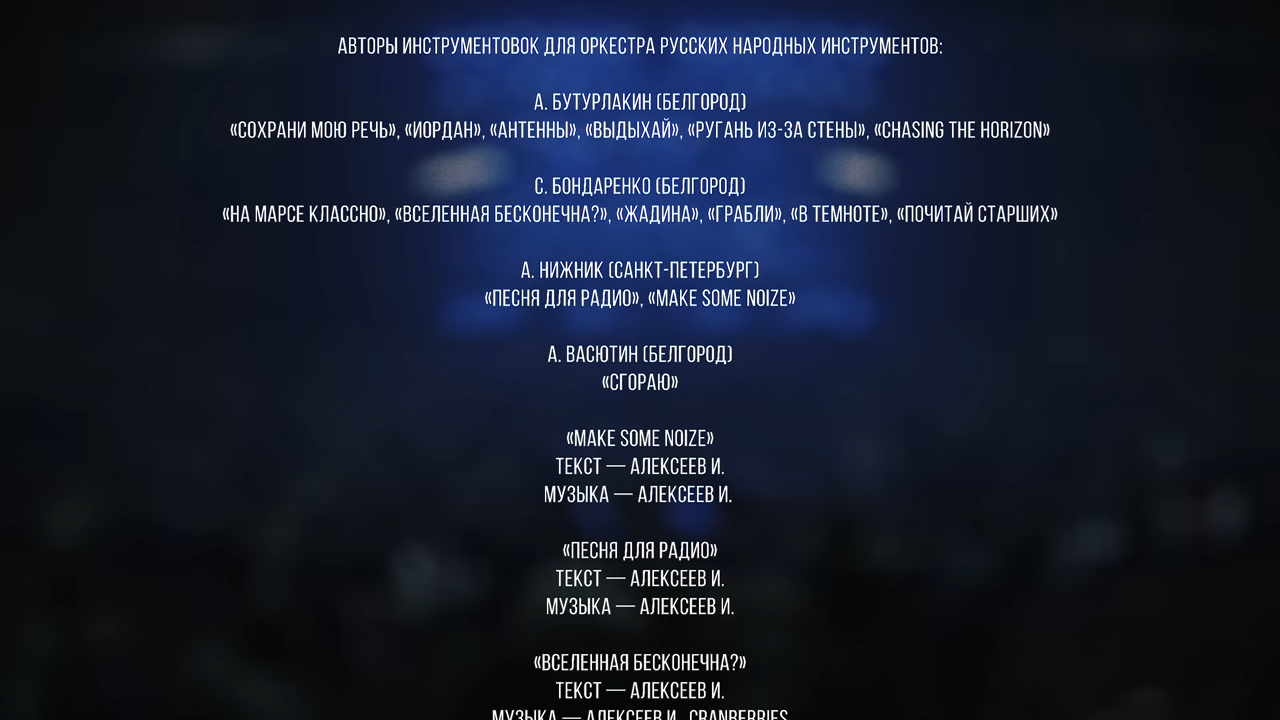 АВТОРЫ ИНСТРУМЕНТОВОК ДЛЯ ОРКЕСТРА РУССКИХ НАРОДНЫХ ИНСТРУМЕНТОВ:
А. БУТУРЛАКИН (БЕЛГОРОД)
«СОХРАНИ МОЮ РЕЧЬ», «ИОРДАН», «АНТЕННЫ», «ВЫДЫХАЙ», «РУГАНЬ ИЗ-ЗА СТЕНЫ», «CHASING THE HORIZON»
С. БОНДАРЕНКО (БЕЛГОРОД)
«НА МАРСЕ КЛАССНО», «ВСЕЛЕННАЯ БЕСКОНЕЧНА?», «ЖАДИНА», «ГРАБЛИ», «В ТЕМНОТЕ», «ПОЧИТАЙ СТАРШИХ»
А. НИЖНИК (САНКТ-ПЕТЕРБУРГ)
«ПЕСНЯ ДЛЯ РАДИО», «MAKE SOME NOIZE»
А. ВАСЮТИН (БЕЛГОРОД)
«СГОРАЮ»
«MAKE SOME NOIZE»
ТЕКСТ — АЛЕКСЕЕВ И.
МУЗЫКА — АЛЕКСЕЕВ И.
«ПЕСНЯ ДЛЯ РАДИО»
ТЕКСТ — АЛЕКСЕЕВ И.
МУЗЫКА — АЛЕКСЕЕВ И.
«ВСЕЛЕННАЯ БЕСКОНЕЧНА?»
ТЕКСТ — АЛЕКСЕЕВ И.
МУЗЫКА — АЛЕКСЕЕВ И., CRANBERRIES